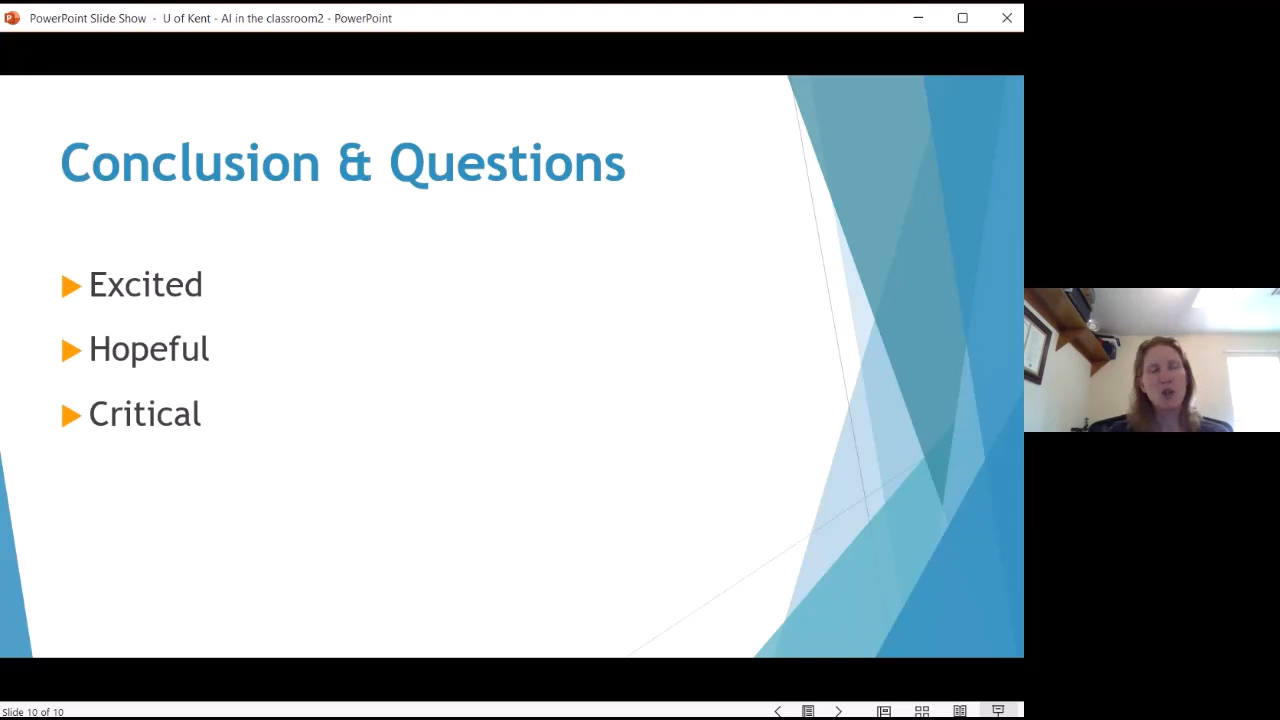 PowerPoint Slide Show - U of Kent - AI in the classroom2 - PowerPoint
Conclusion & Questions
Excited
Hopeful
Critical
Slide 10 of 10